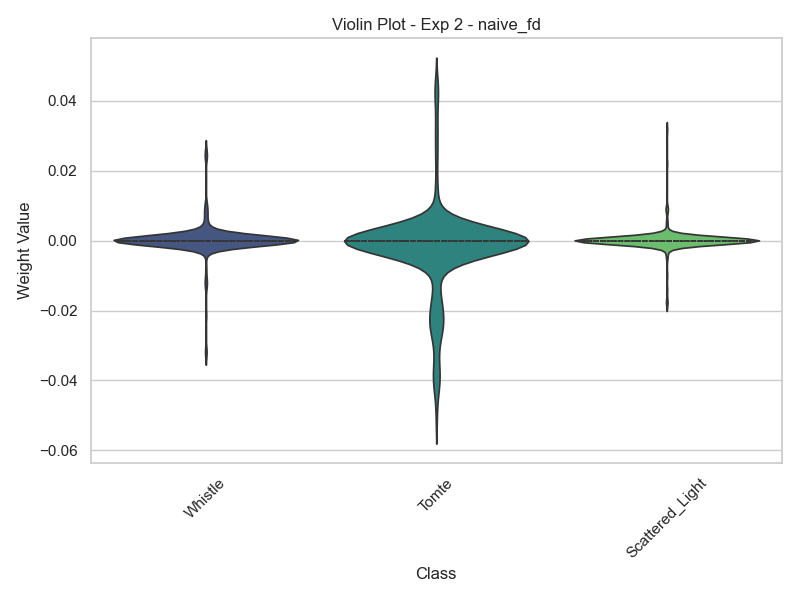 Violin Plot - Exp 2 - naive_fd
Weight Value
0.04
0.02
0.00
−0.02
−0.04
−0.06
Whistle
Tomte
Scattered_Light
Class